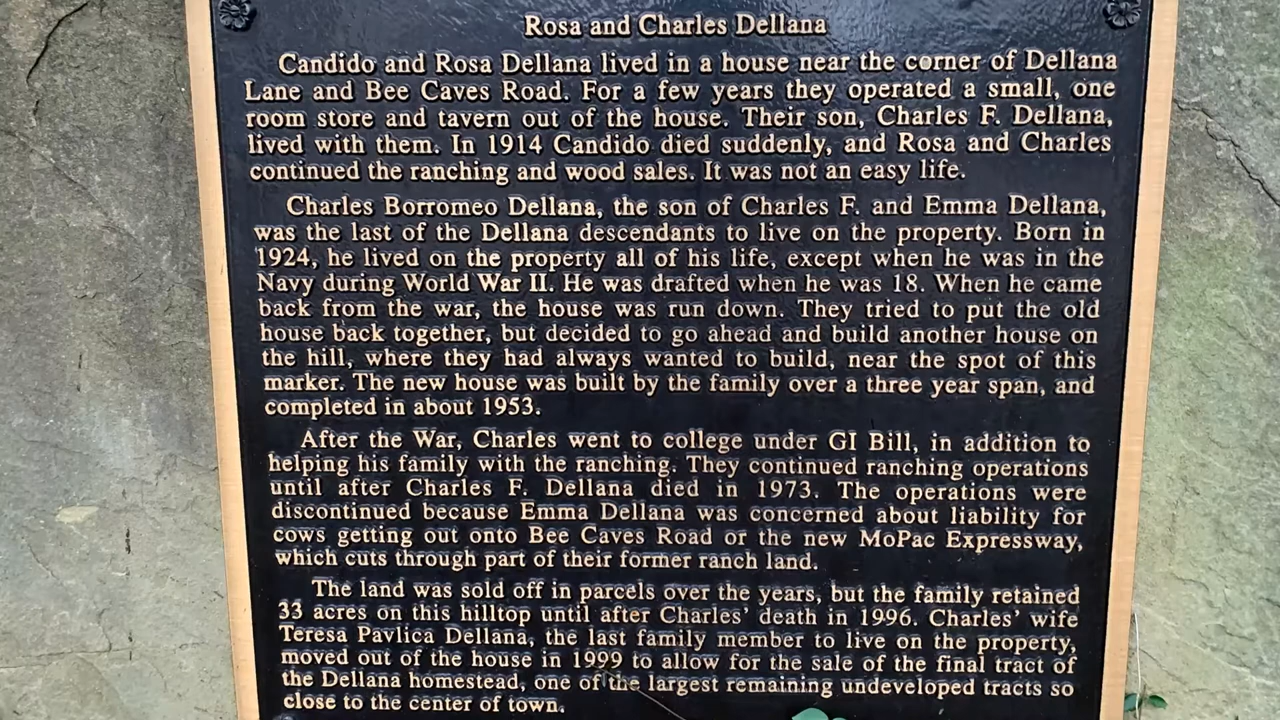 Rosa and Charles Dellana
Candido and Rosa Dellana lived in a house near the corner of Dellana
Lane and Bee Caves Road. For a few years they operated a small, one
room store and tavern out of the house. Their son, Charles F. Dellana,
lived with them. In 1914 Candido died suddenly, and Rosa and Charles
continued the ranching and wood sales. It was not an easy life.
Charles Borromeo Dellana, the son of Charles F. and Emma Dellana,
was the last of the Dellana descendants to live on the property. Born in
1924, he lived on the property all of his life, except when he was in the
Navy during World War II. He was drafted when he was 18. When he came
back from the war, the house was run down. They tried to put the old
house back together, but decided to go ahead and build another house on
the hill, where they had always wanted to build, near the spot of this
marker. The new house was built by the family over a three year span, and
completed in about 1953.
After the War, Charles went to college under GI Bill, in addition to
helping his family with the ranching. They continued ranching operations
until after Charles F. Dellana died in 1973. The operations were
discontinued because Emma Dellana was concerned about liability for
cows getting out onto Bee Caves Road or the new MoPac Expressway,
which cuts through part of their former ranch land.
The land was sold off in parcels over the years, but the family retained
33 acres on this hilltop until after Charles' death in 1996. Charles' wife
Teresa Pavlica Dellana, the last family member to live on the property,
moved out of the house in 1999 to allow for the sale of the final tract of
the Dellana homestead, one of the largest remaining undeveloped tracts so
close to the center of town.